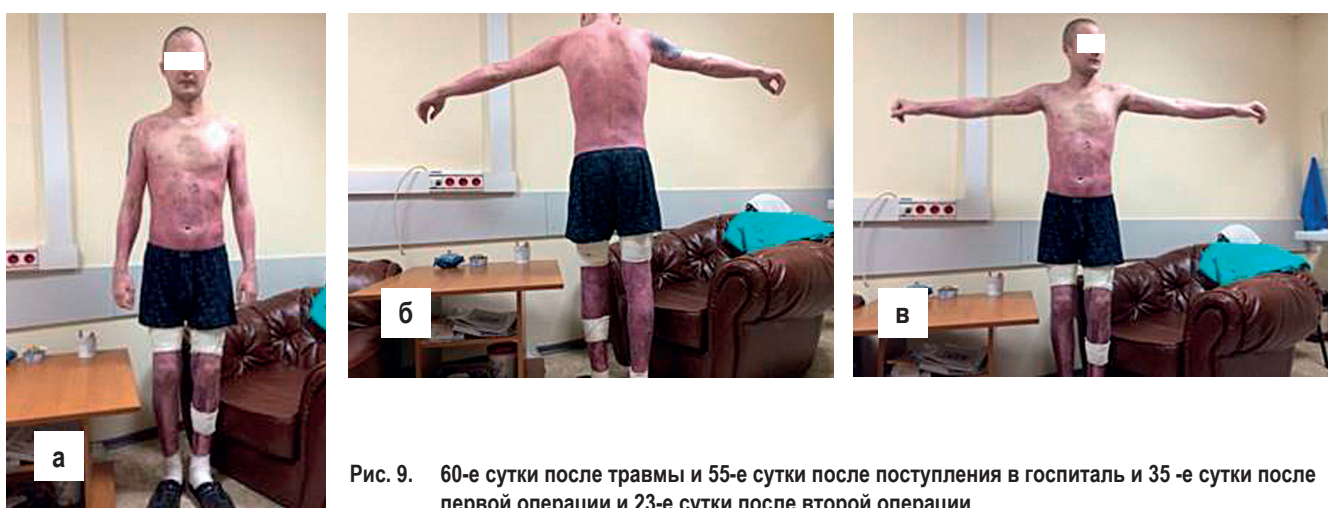 а
б
в
Рис. 9. 60-е сутки после травмы и 55-е сутки после поступления в госпиталь и 35 -е сутки после
первой операции и 23-е сутки после второй операции